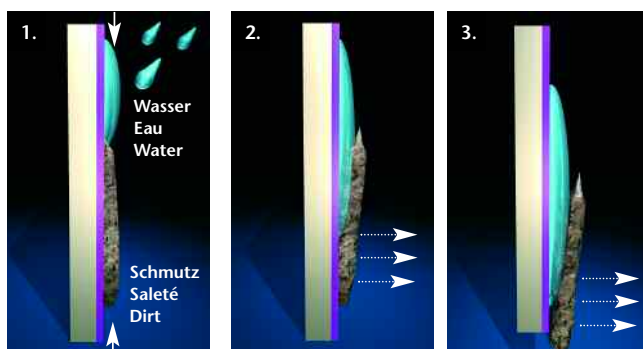 1.
Wasser
Eau
Water
Schmutz
Saleté
Dirt
2.
3.